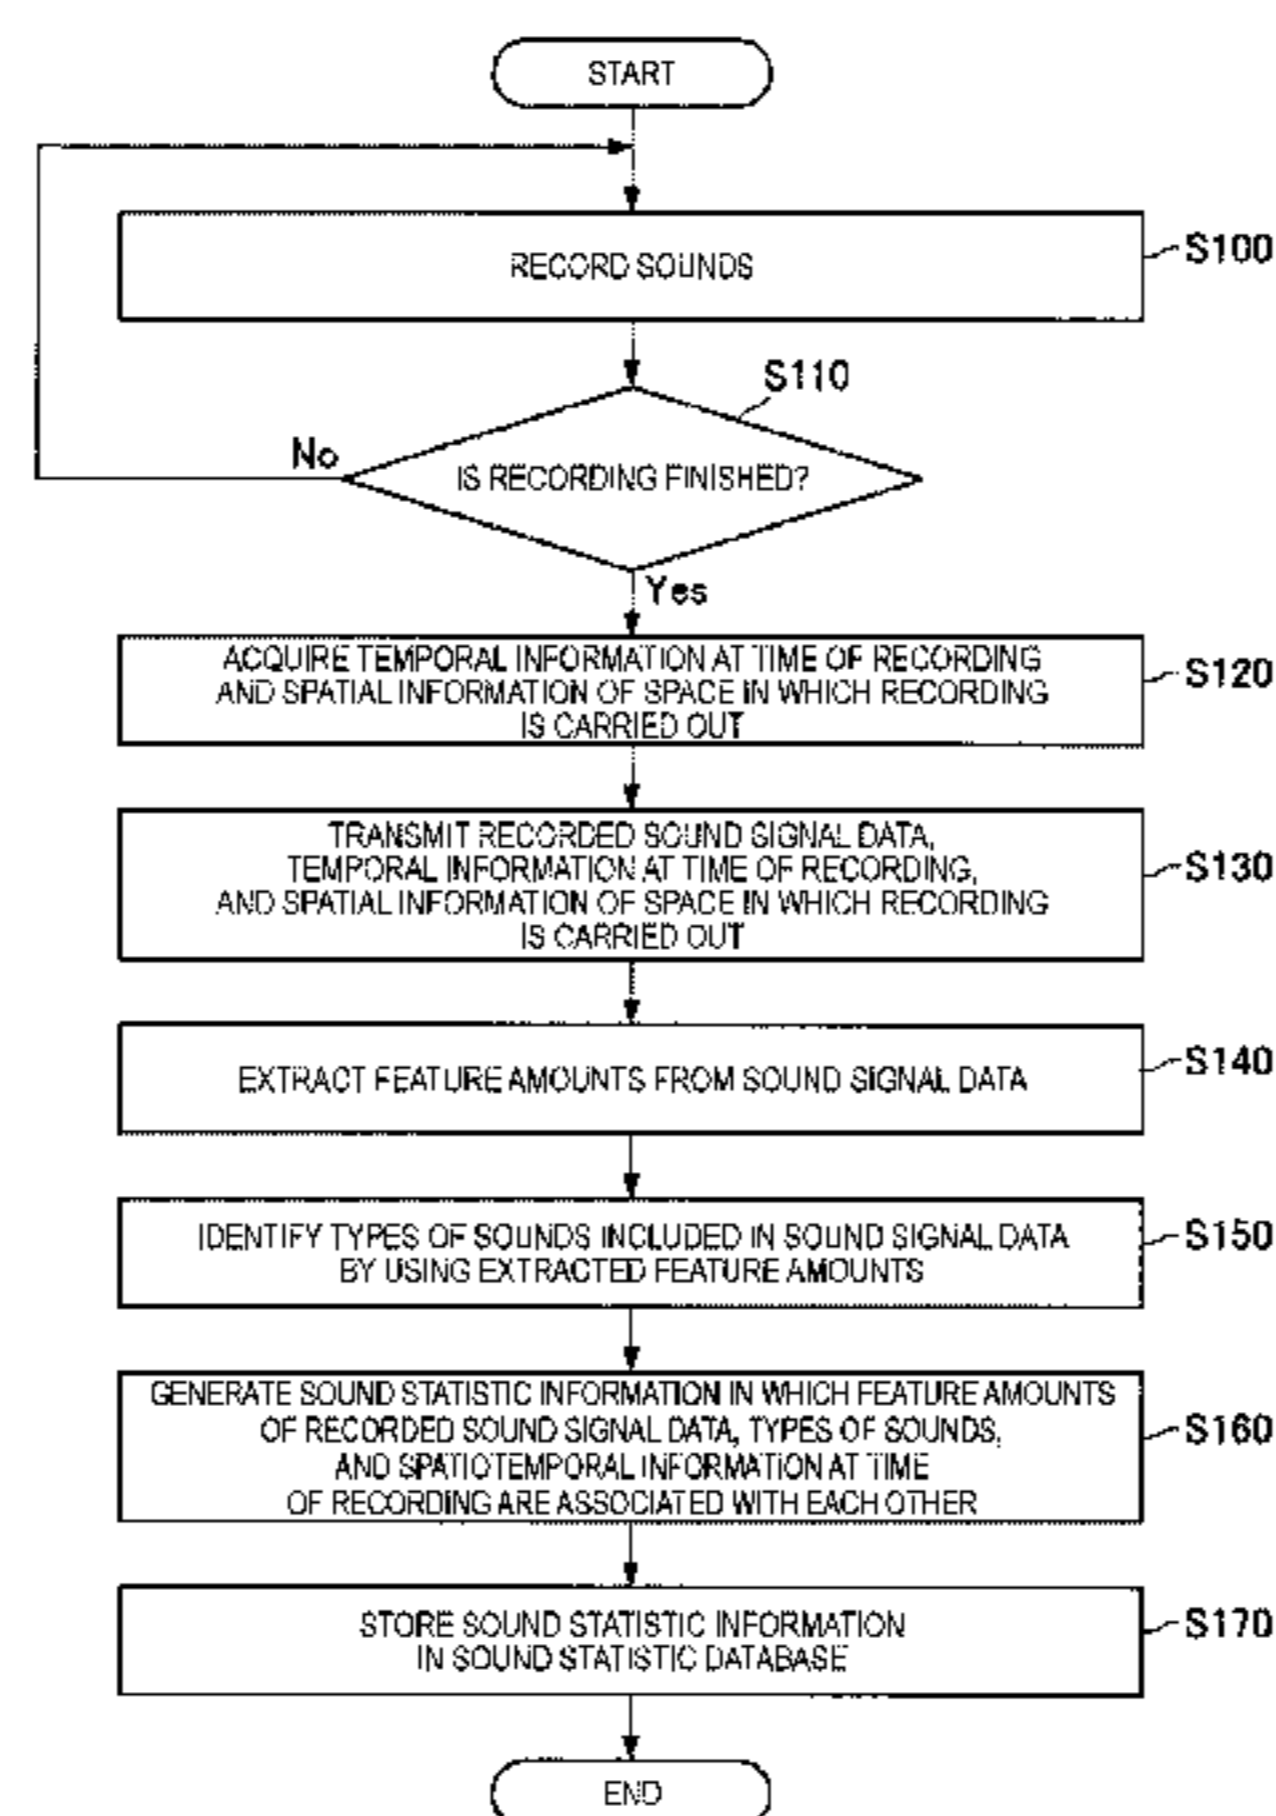 START
RECORD SOUNDS
S100
S110
No
IS RECORDING FINISHED?
Yes
ACQUIRE TEMPORAL INFORMATION AT TIME OF RECORDING
AND SPATIAL INFORMATION OF SPACE IN WHICH RECORDING
IS CARRIED OUT
S120
TRANSMIT RECORDED SOUND SIGNAL DATA,
TEMPORAL INFORMATION AT TIME OF RECORDING,
AND SPATIAL INFORMATION OF SPACE IN WHICH RECORDING
IS CARRIED OUT
S130
EXTRACT FEATURE AMOUNTS FROM SOUND SIGNAL DATA
S140
IDENTIFY TYPES OF SOUNDS INCLUDED IN SOUND SIGNAL DATA
BY USING EXTRACTED FEATURE AMOUNTS
S150
GENERATE SOUND STATISTIC INFORMATION IN WHICH FEATURE AMOUNTS
OF RECORDED SOUND SIGNAL DATA, TYPES OF SOUNDS,
AND SPATIOTEMPORAL INFORMATION AT TIME
OF RECORDING ARE ASSOCIATED WITH EACH OTHER
S160
STORE SOUND STATISTIC INFORMATION
IN SOUND STATISTIC DATABASE
S170
END